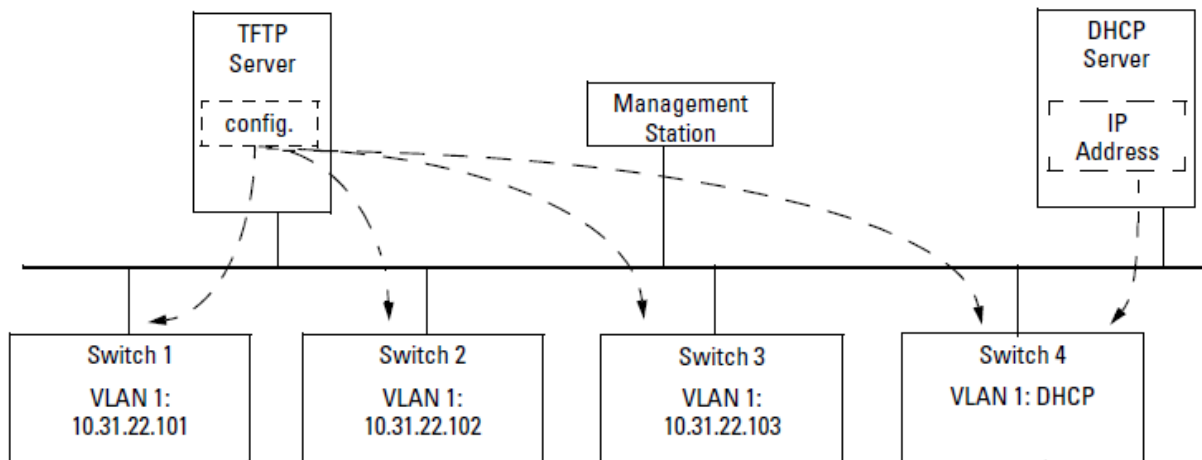 TFTP
Server
config.
Management
Station
DHCP
Server
IP
Address
Switch 1
VLAN 1:
10.31.22.101
Switch 2
VLAN 1:
10.31.22.102
Switch 3
VLAN 1:
10.31.22.103
Switch 4
VLAN 1: DHCP